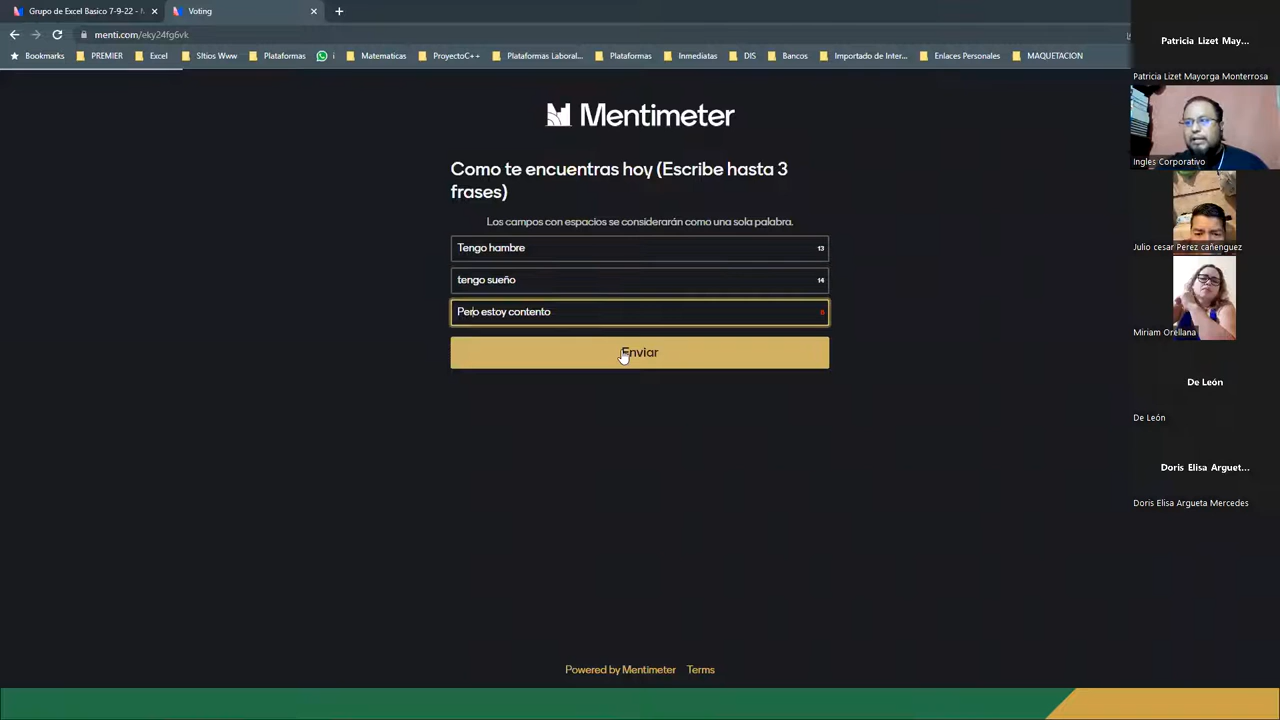 Grupo de Excel Basico 7-9-22 -
Voting
menti.com/eky24fg6vk
Bookmarks
PREMIER
Excel
SItios Www
Plataformas
i
Matematicas
ProyectoC++
Plataformas Laboral...
Plataformas
Inmediatas
DIS
Bancos
Importado de Inter...
Enlaces Personales
MAQUETACION
Mentimeter
Como te encuentras hoy (Escribe hasta 3
frases)
Los campos con espacios se considerarán como una sola palabra.
Tengo hambre
13
tengo sueño
14
Pero estoy contento
6
Enviar
Powered by Mentimeter
Terms
Patricia Lizet May...
Patricia Lizet Mayorga Monterrosa
Ingles Corporativo
Julio cesar Perez cañenguez
Miriam Orellana
De León
De León
Doris Elisa Arguet...
Doris Elisa Argueta Mercedes